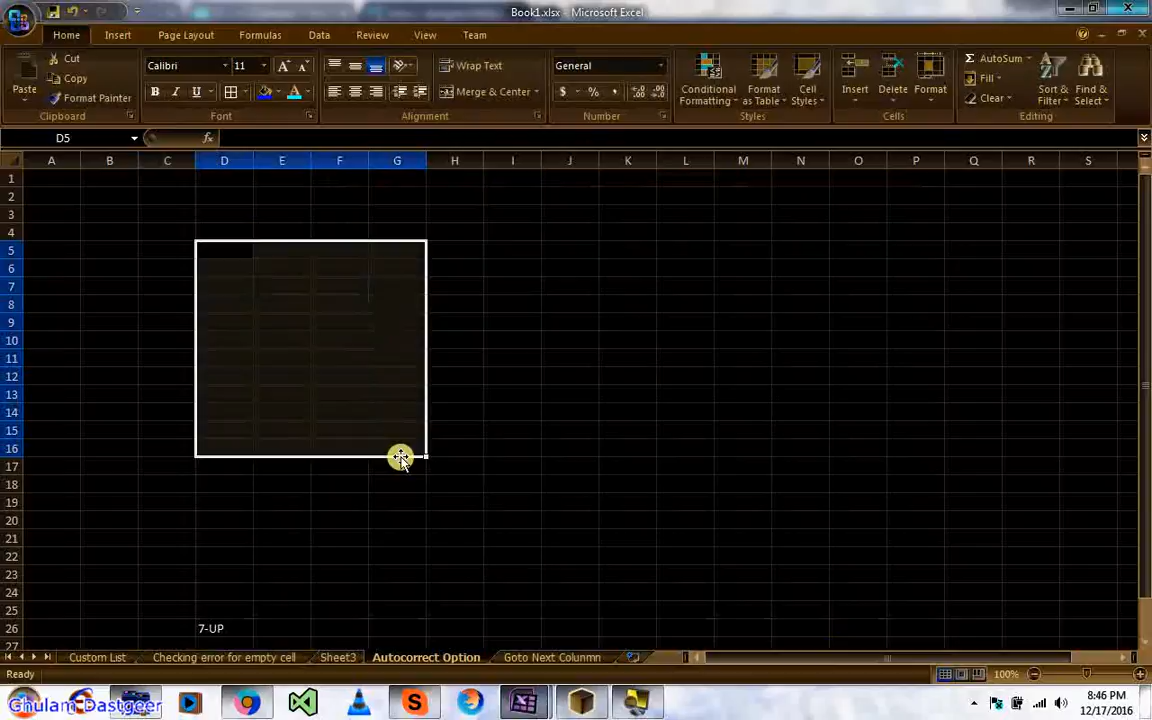 Book1.xlsx - Microsoft Excel
Home Insert Page Layout Formulas Data Review View Team
Cut
Copy
Format Painter
Paste
Clipboard
Calibri 11
B I U A
Font
Wrap Text
Merge & Center
Alignment
General
$ % ,
Number
Conditional Formatting
Format as Table
Cell Styles
Styles
Insert Delete Format
Cells
Σ AutoSum
Fill
Clear
Sort & Filter
Find & Select
Editing
D5 fx
A B C D E F G H I J K L M N O P Q R S
1
2
3
4
5
6
7
8
9
10
11
12
13
14
15
16
17
18
19
20
21
22
23
24
25
26 7-UP
27
Custom List Checking error for empty cell Sheet3 Autocorrect Option Goto Next Colunmn
Ready 100%
Ghulam Dastgeer
8:46 PM
12/17/2016